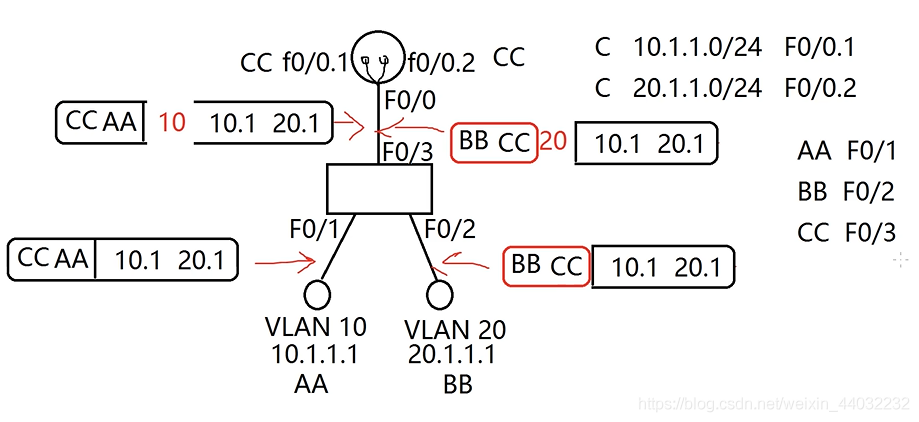 CC f0/0.1 f0/0.2 CC
C 10.1.1.0/24 F0/0.1
C 20.1.1.0/24 F0/0.2
F0/0
CC AA 10 10.1 20.1
BB CC 20 10.1 20.1
F0/3
AA F0/1
BB F0/2
CC F0/3
F0/1 F0/2
CC AA 10.1 20.1
BB CC 10.1 20.1
VLAN 10
10.1.1.1
AA
VLAN 20
20.1.1.1
BB
https://blog.csdn.net/weixin_44032232